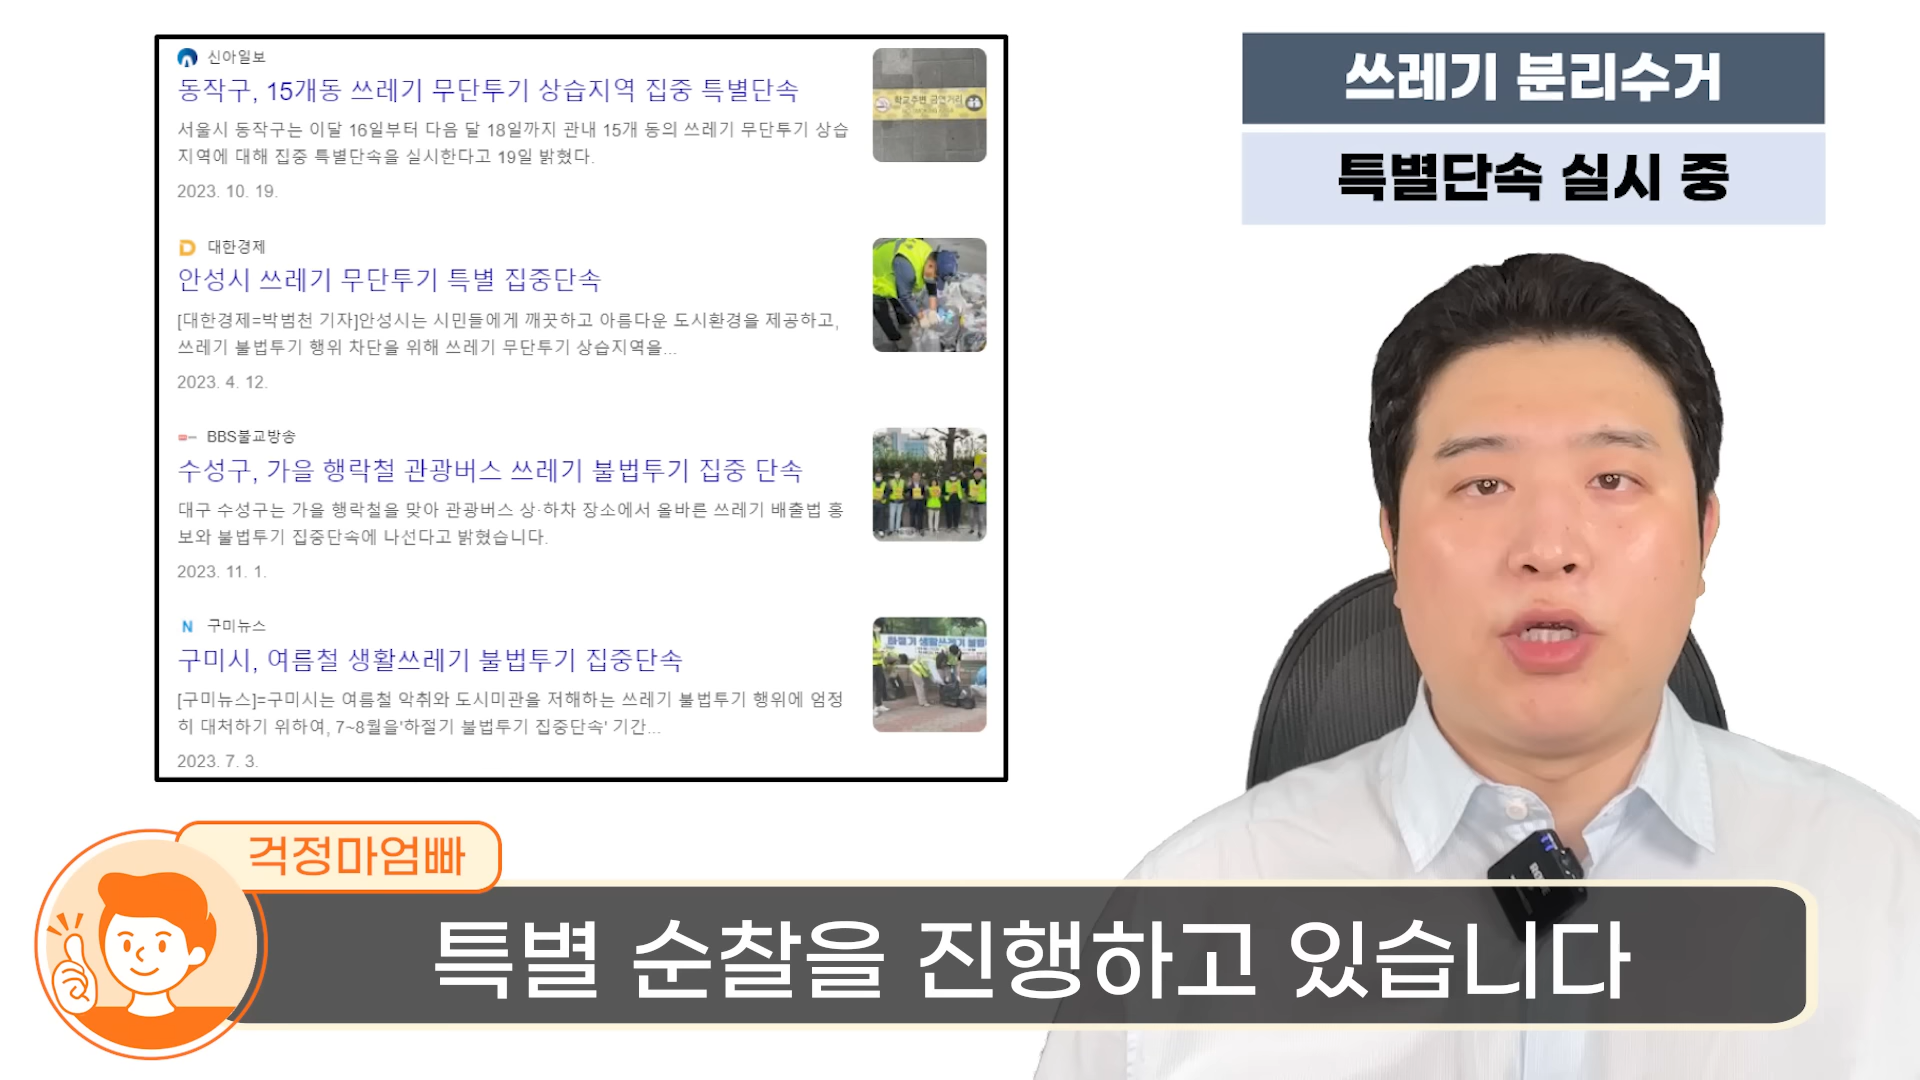 신아일보
동작구, 15개동 쓰레기 무단투기 상습지역 집중 특별단속
서울시 동작구는 이달 16일부터 다음 달 18일까지 관내 15개 동의 쓰레기 무단투기 상습
지역에 대해 집중 특별단속을 실시한다고 19일 밝혔다.
2023. 10. 19.
학교주변 금연거리
대한경제
안성시 쓰레기 무단투기 특별 집중단속
[대한경제=박범천 기자]안성시는 시민들에게 깨끗하고 아름다운 도시환경을 제공하고,
쓰레기 불법투기 행위 차단을 위해 쓰레기 무단투기 상습지역을...
2023. 4. 12.
BBS불교방송
수성구, 가을 행락철 관광버스 쓰레기 불법투기 집중 단속
대구 수성구는 가을 행락철을 맞아 관광버스 상·하차 장소에서 올바른 쓰레기 배출법 홍
보와 불법투기 집중단속에 나선다고 밝혔습니다.
2023. 11. 1.
N 구미뉴스
구미시, 여름철 생활쓰레기 불법투기 집중단속
[구미뉴스]=구미시는 여름철 악취와 도시미관을 저해하는 쓰레기 불법투기 행위에 엄정
히 대처하기 위하여, 7~8월을'하절기 불법투기 집중단속' 기간...
2023. 7. 3.
쓰레기 분리수거
특별단속 실시 중
걱정마엄빠
특별 순찰을 진행하고 있습니다